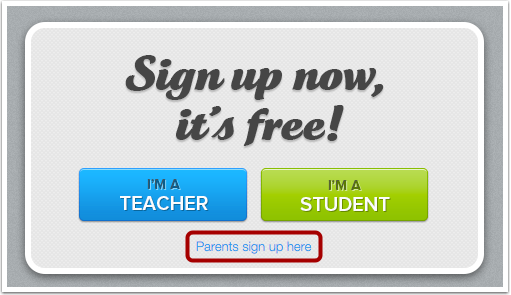 Sign up now,
it's free!
I'M A
TEACHER
I'M A
STUDENT
Parents sign up here